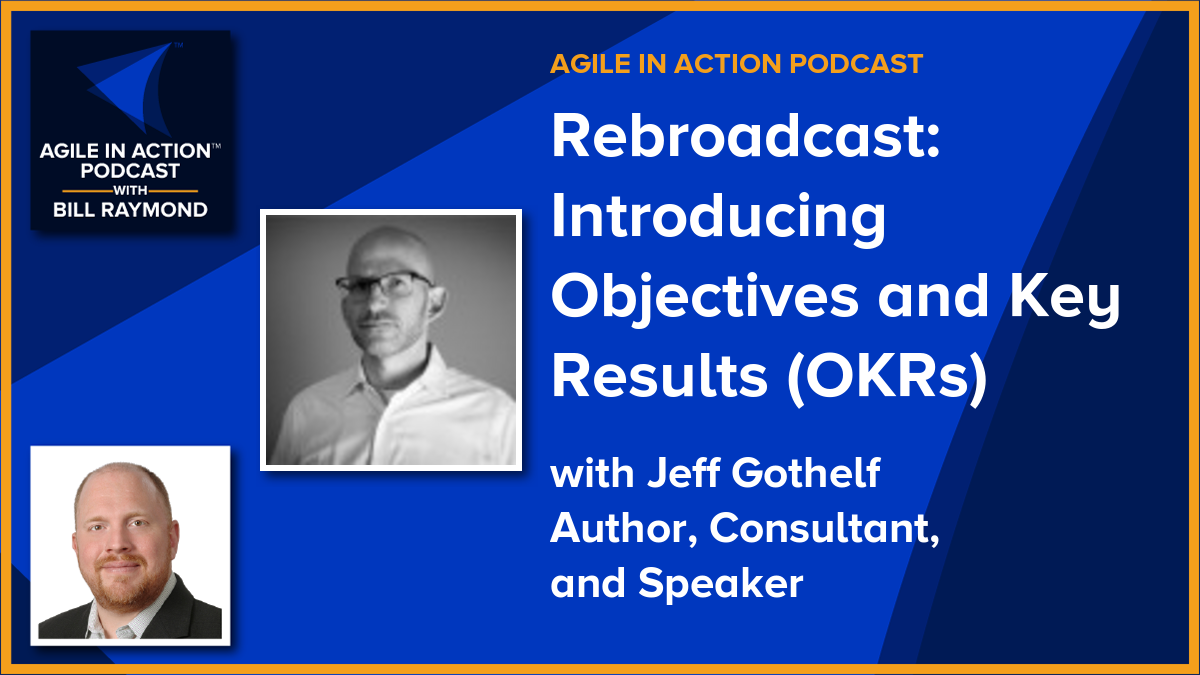 AGILE IN ACTION™
PODCAST
WITH
BILL RAYMOND
AGILE IN ACTION PODCAST
Rebroadcast:
Introducing
Objectives and Key
Results (OKRs)
with Jeff Gothelf
Author, Consultant,
and Speaker